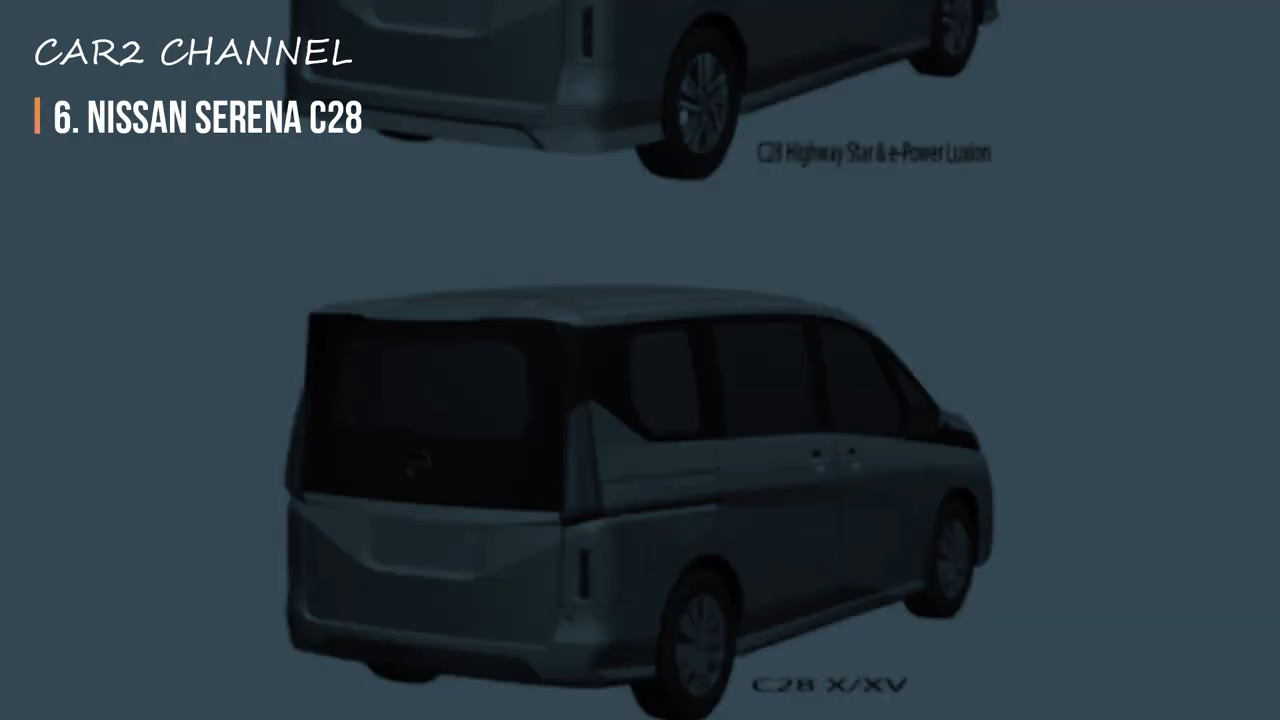 CAR2 CHANNEL
6. NISSAN SERENA C28
C28 Highway Star & e-Power Luxion
C28 X/XV